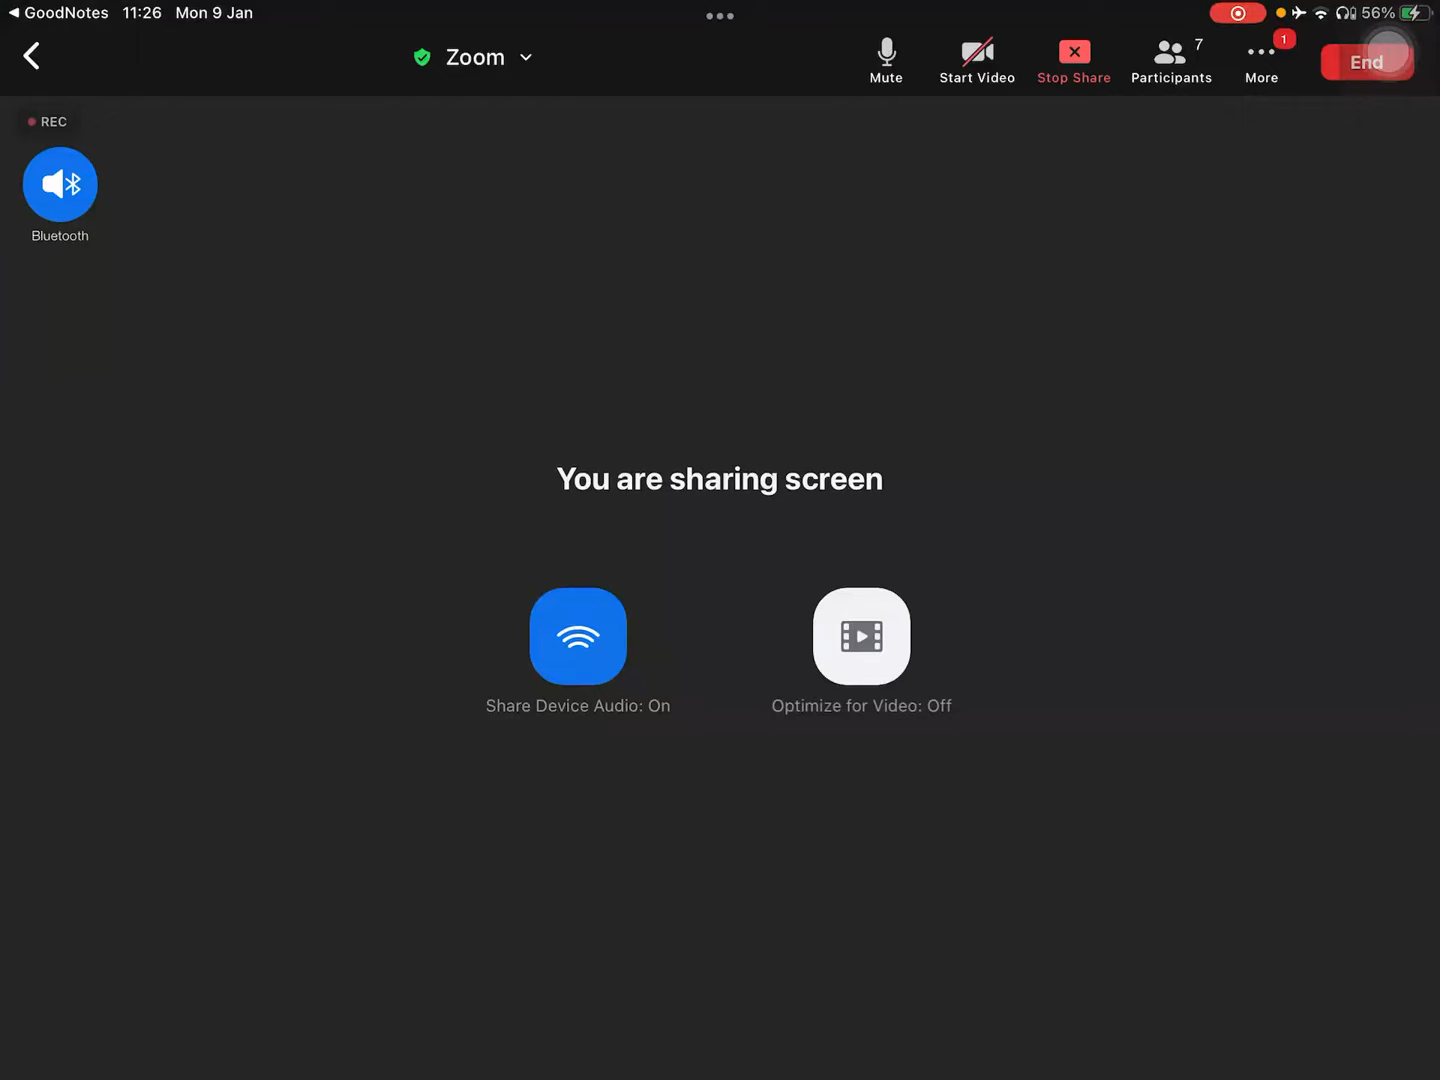 GoodNotes 11:26 Mon 9 Jan 56%
Zoom
Mute Start Video Stop Share Participants 7 More 1 End
REC
Bluetooth
You are sharing screen
Share Device Audio: On Optimize for Video: Off